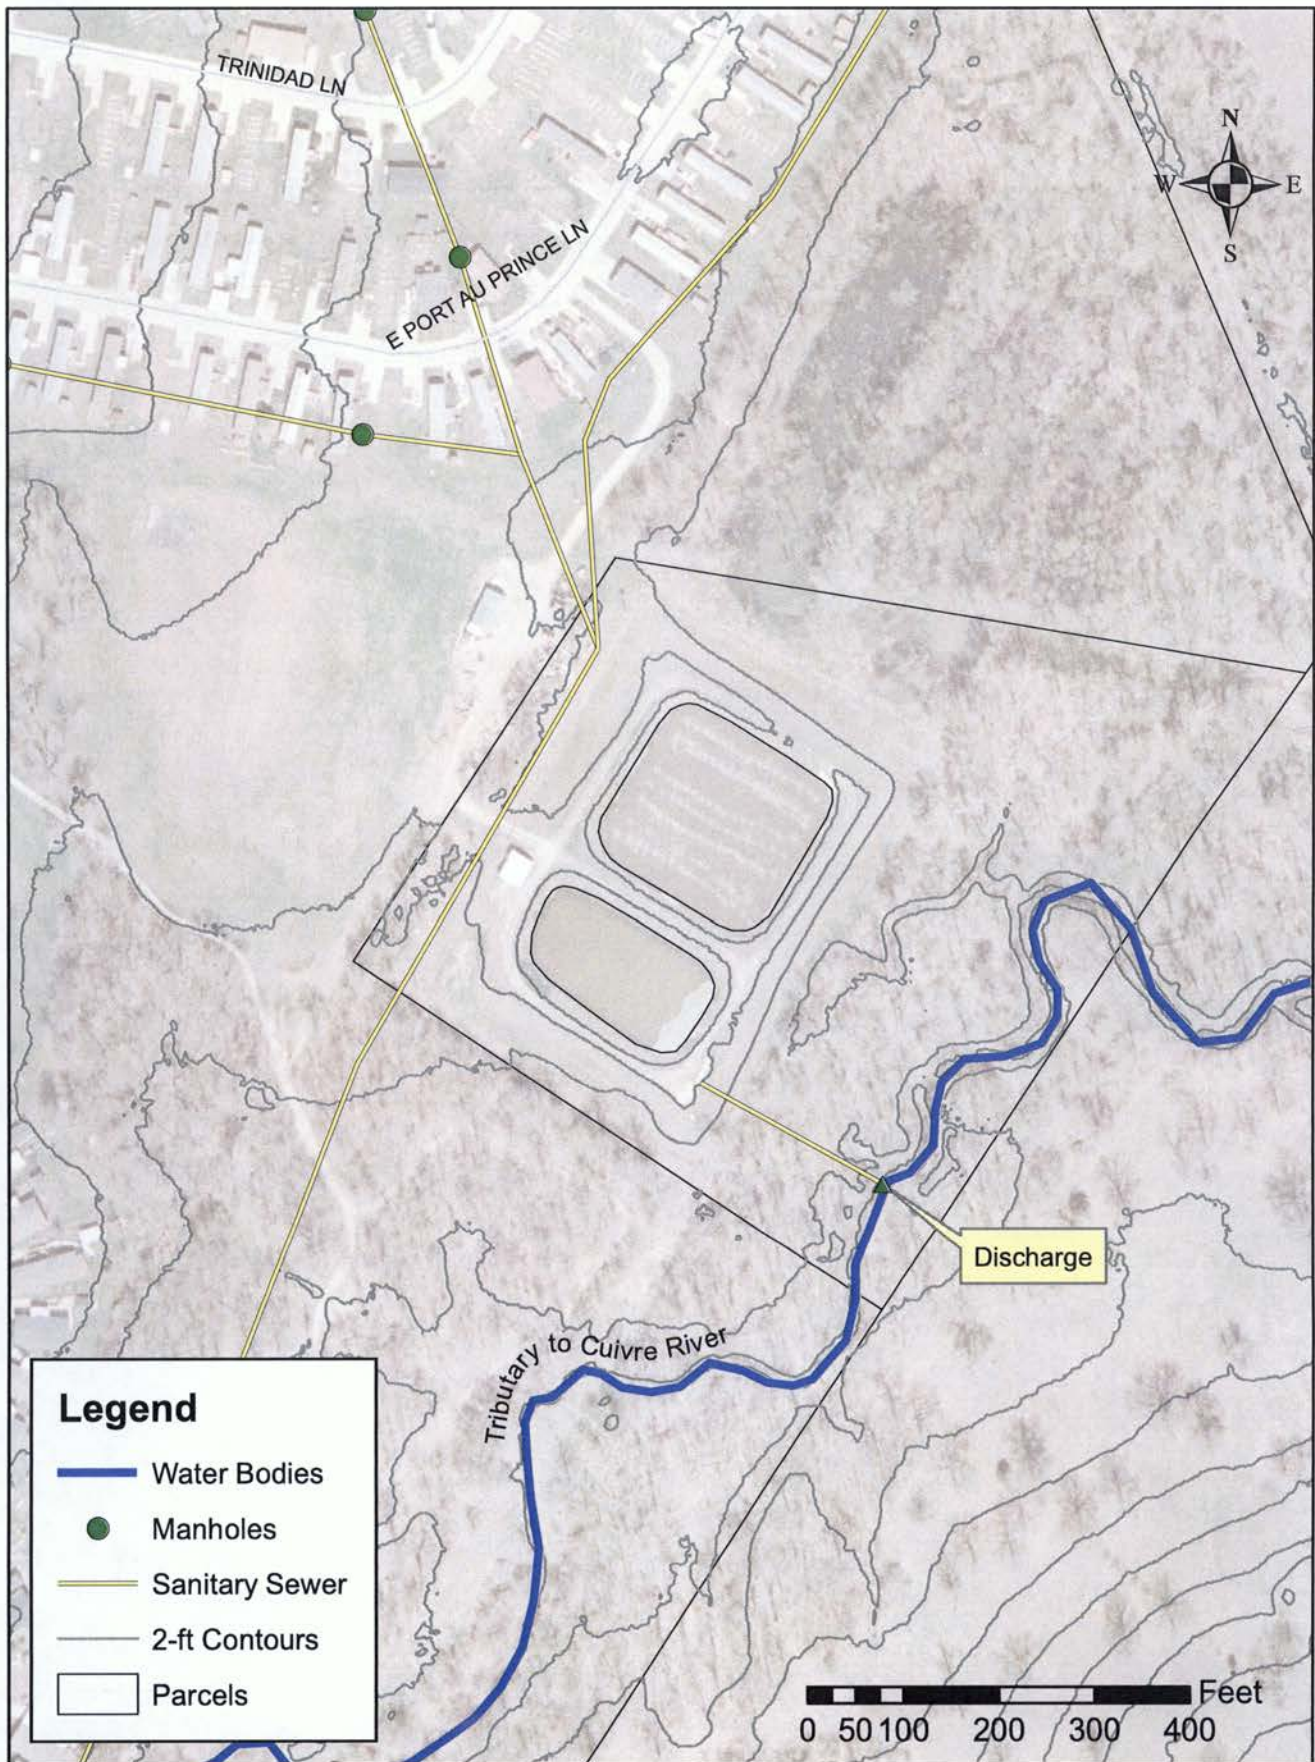 TRINIDAD LN
N
W E
S
E PORT AU PRINCE LN
Discharge
Tributary to Cuivre River
Legend
Water Bodies
Manholes
Sanitary Sewer
2-ft Contours
Parcels
Feet
0 50 100 200 300 400